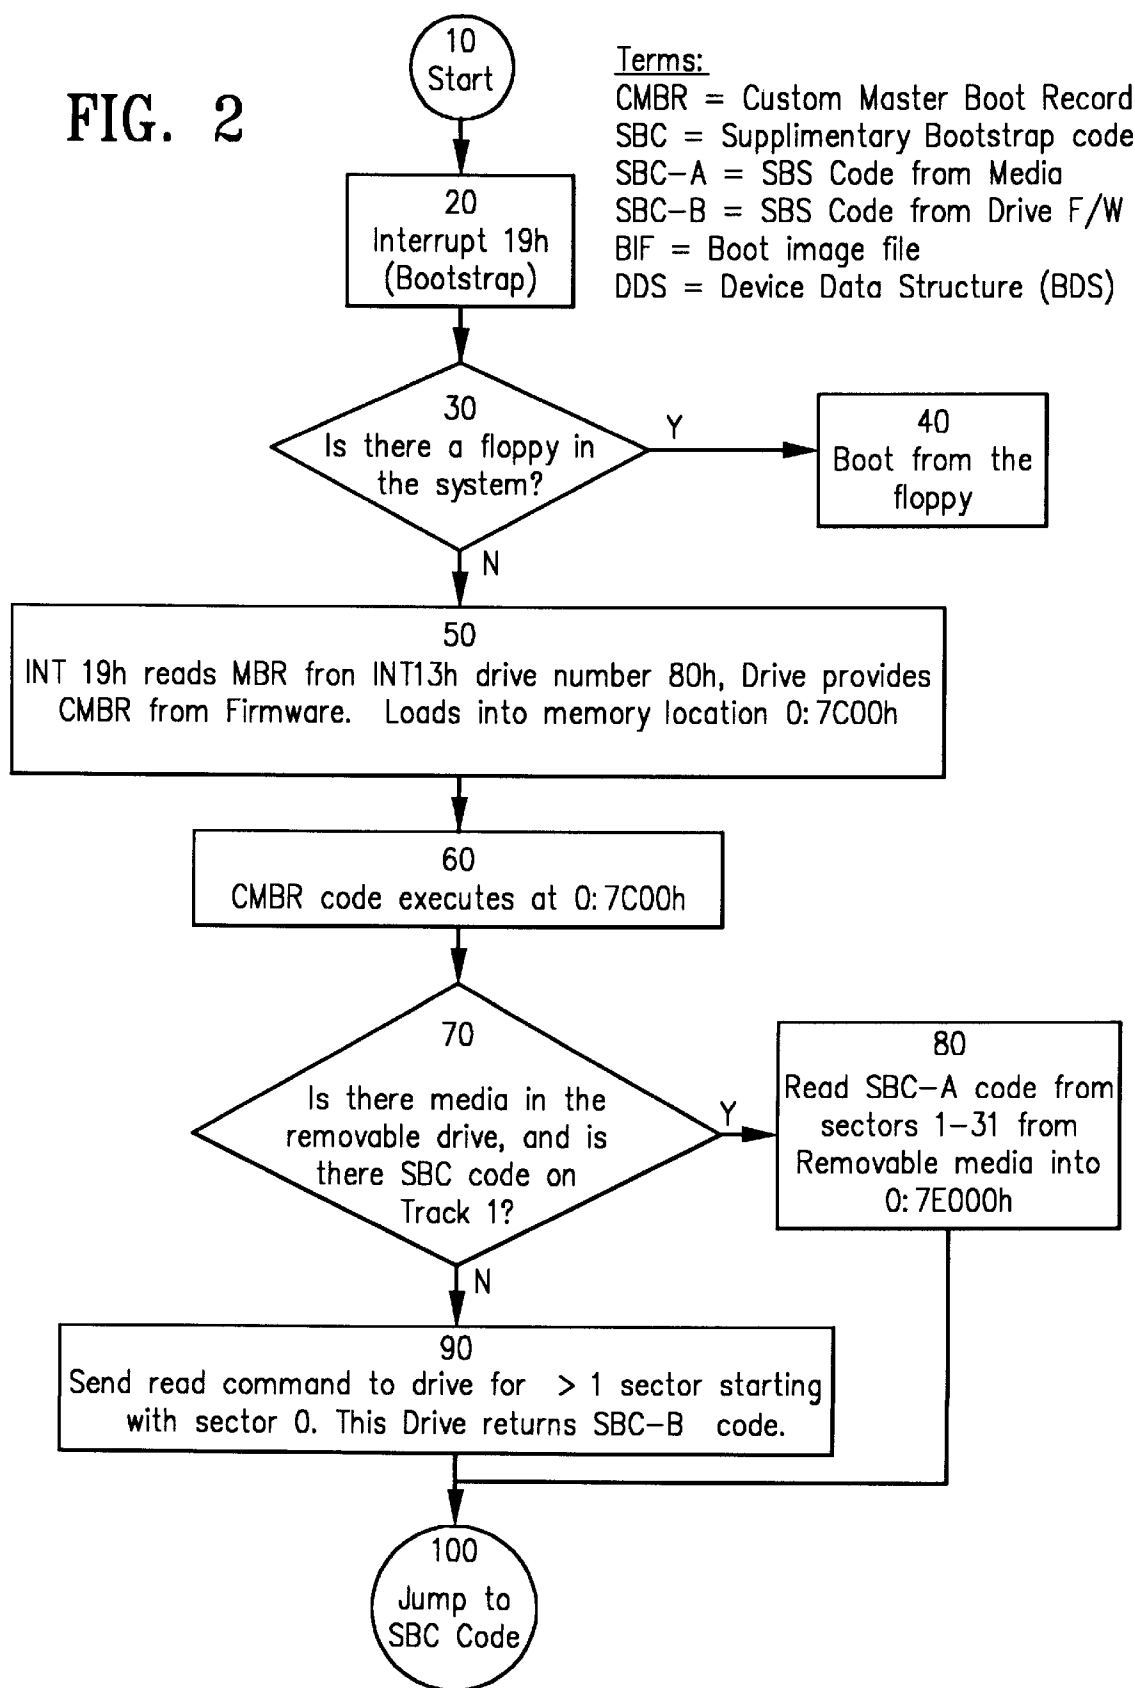 FIG. 2
10
Start
Terms:
CMBR = Custom Master Boot Record
SBC = Supplimentary Bootstrap code
SBC-A = SBS Code from Media
SBC-B = SBS Code from Drive F/W
BIF = Boot image file
DDS = Device Data Structure (BDS)
20
Interrupt 19h
(Bootstrap)
30
Is there a floppy in
the system?
Y
40
Boot from the
floppy
N
50
INT 19h reads MBR fron INT13h drive number 80h, Drive provides
CMBR from Firmware. Loads into memory location 0:7C00h
60
CMBR code executes at 0:7C00h
70
Is there media in the
removable drive, and is
there SBC code on
Track 1?
Y
80
Read SBC-A code from
sectors 1-31 from
Removable media into
0:7E000h
N
90
Send read command to drive for > 1 sector starting
with sector 0. This Drive returns SBC-B code.
100
Jump to
SBC Code